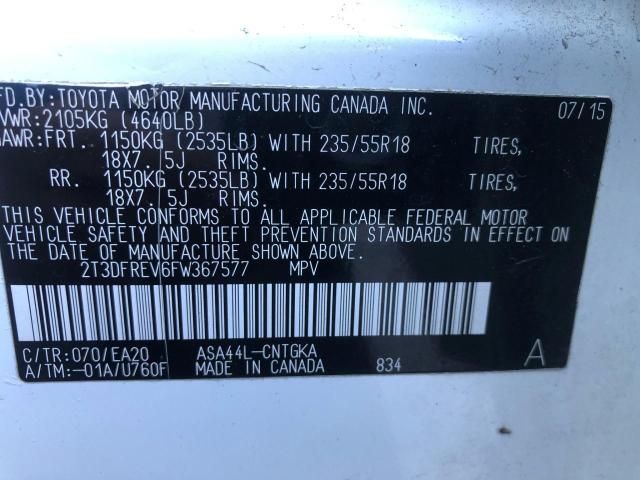 FD.BY:TOYOTA MOTOR MANUFACTURING CANADA INC. 07/15
VWR:2105KG (4640LB)
AWR:FRT. 1150KG (2535LB) WITH 235/55R18 TIRES,
18X7.5J RIMS.
RR. 1150KG (2535LB) WITH 235/55R18 TIRES,
18X7.5J RIMS.
THIS VEHICLE CONFORMS TO ALL APPLICABLE FEDERAL MOTOR
VEHICLE SAFETY AND THEFT PREVENTION STANDARDS IN EFFECT ON
THE DATE OF MANUFACTURE SHOWN ABOVE.
2T3DFREV6FW367577 MPV
C/TR:070/EA20 ASA44L-CNTGKA A
A/TM:-01A/U760F MADE IN CANADA 834